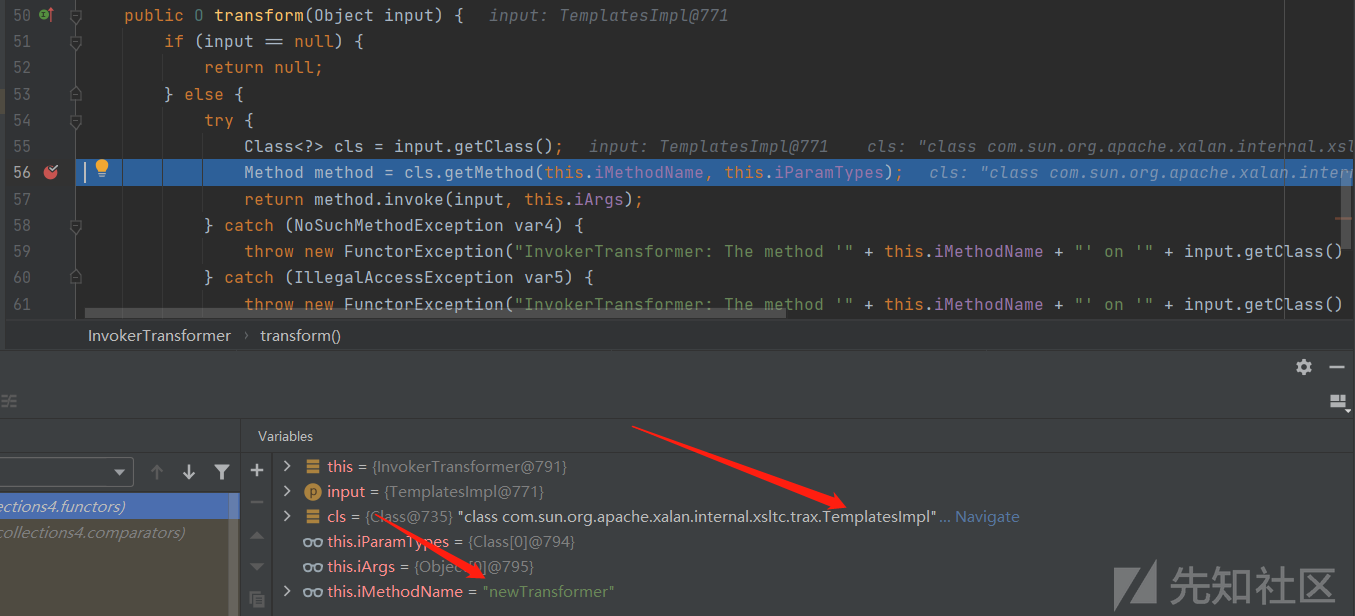 50 public O transform(Object input) { input: TemplatesImpl@771
51 if (input == null) {
52 return null;
53 } else {
54 try {
55 Class<?> cls = input.getClass(); input: TemplatesImpl@771 cls: "class com.sun.org.apache.xalan.internal.xsl
56 Method method = cls.getMethod(this.iMethodName, this.iParamTypes); cls: "class com.sun.org.apache.xalan.inter
57 return method.invoke(input, this.iArgs);
58 } catch (NoSuchMethodException var4) {
59 throw new FunctorException("InvokerTransformer: The method '" + this.iMethodName + "' on '" + input.getClass()
60 } catch (IllegalAccessException var5) {
61 throw new FunctorException("InvokerTransformer: The method '" + this.iMethodName + "' on '" + input.getClass()
InvokerTransformer › transform()
Variables
this = {InvokerTransformer@791}
input = {TemplatesImpl@771}
cls = {Class@735} "class com.sun.org.apache.xalan.internal.xsltc.trax.TemplatesImpl" ... Navigate
this.iParamTypes = {Class[0]@794}
this.iArgs = {Object[0]@795}
this.iMethodName = "newTransformer"
ections4.functors)
collections4.comparators)
先知社区